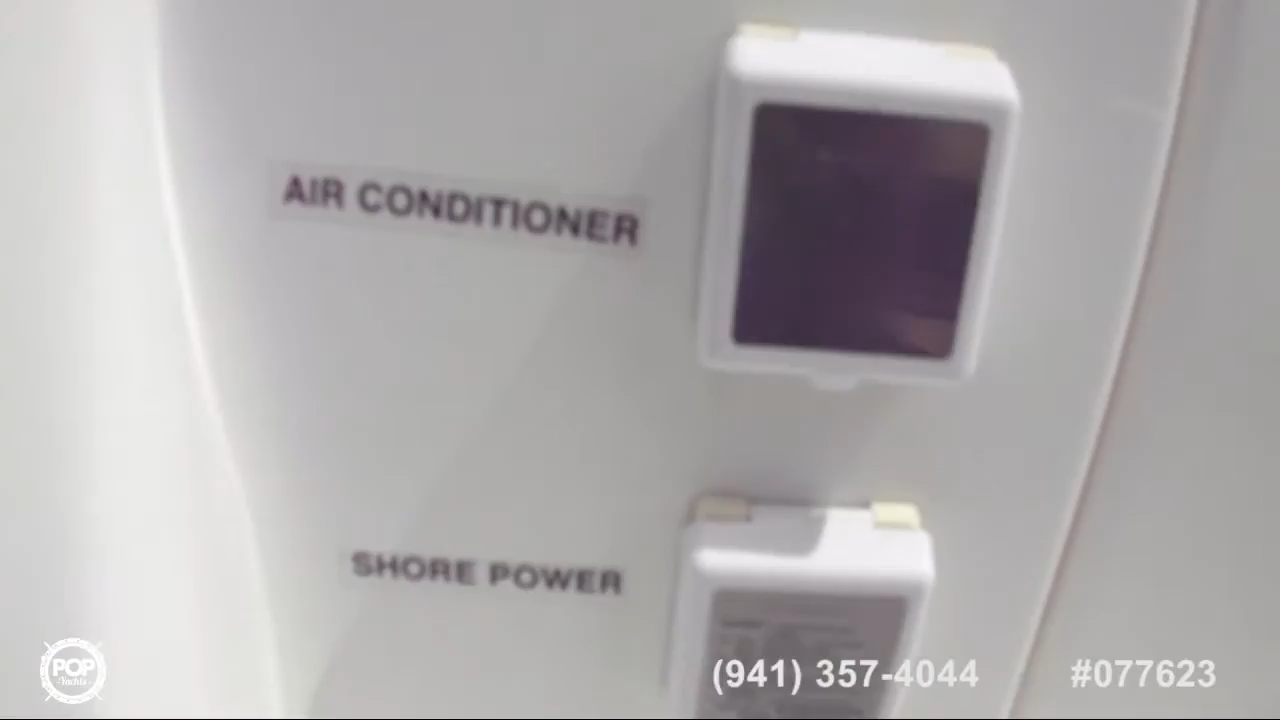 AIR CONDITIONER
SHORE POWER
POP
Yachts
(941) 357-4044
#077623